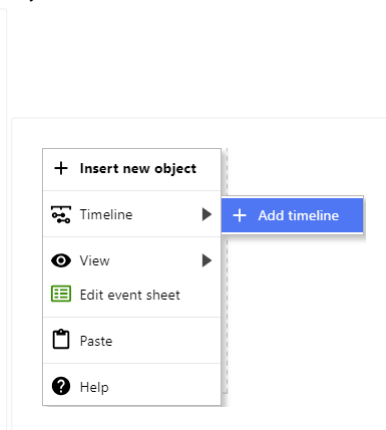 Insert new object
Timeline
Add timeline
View
Edit event sheet
Paste
Help